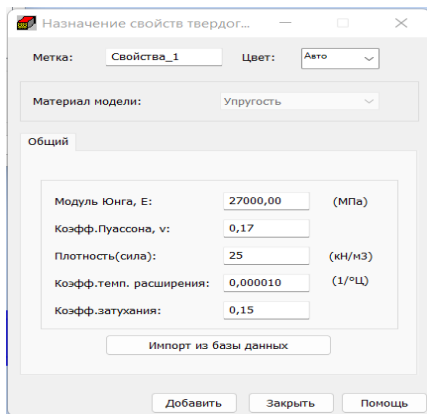 Назначение свойств твердог...
Метка: Свойства_1 Цвет: Авто
Материал модели: Упругость
Общий
Модуль Юнга, E: 27000,00 (МПа)
Коэфф.Пуассона, v: 0,17
Плотность(сила): 25 (кН/м3)
Коэфф.темп. расширения: 0,000010 (1/°Ц)
Коэфф.затухания: 0,15
Импорт из базы данных
Добавить Закрыть Помощь